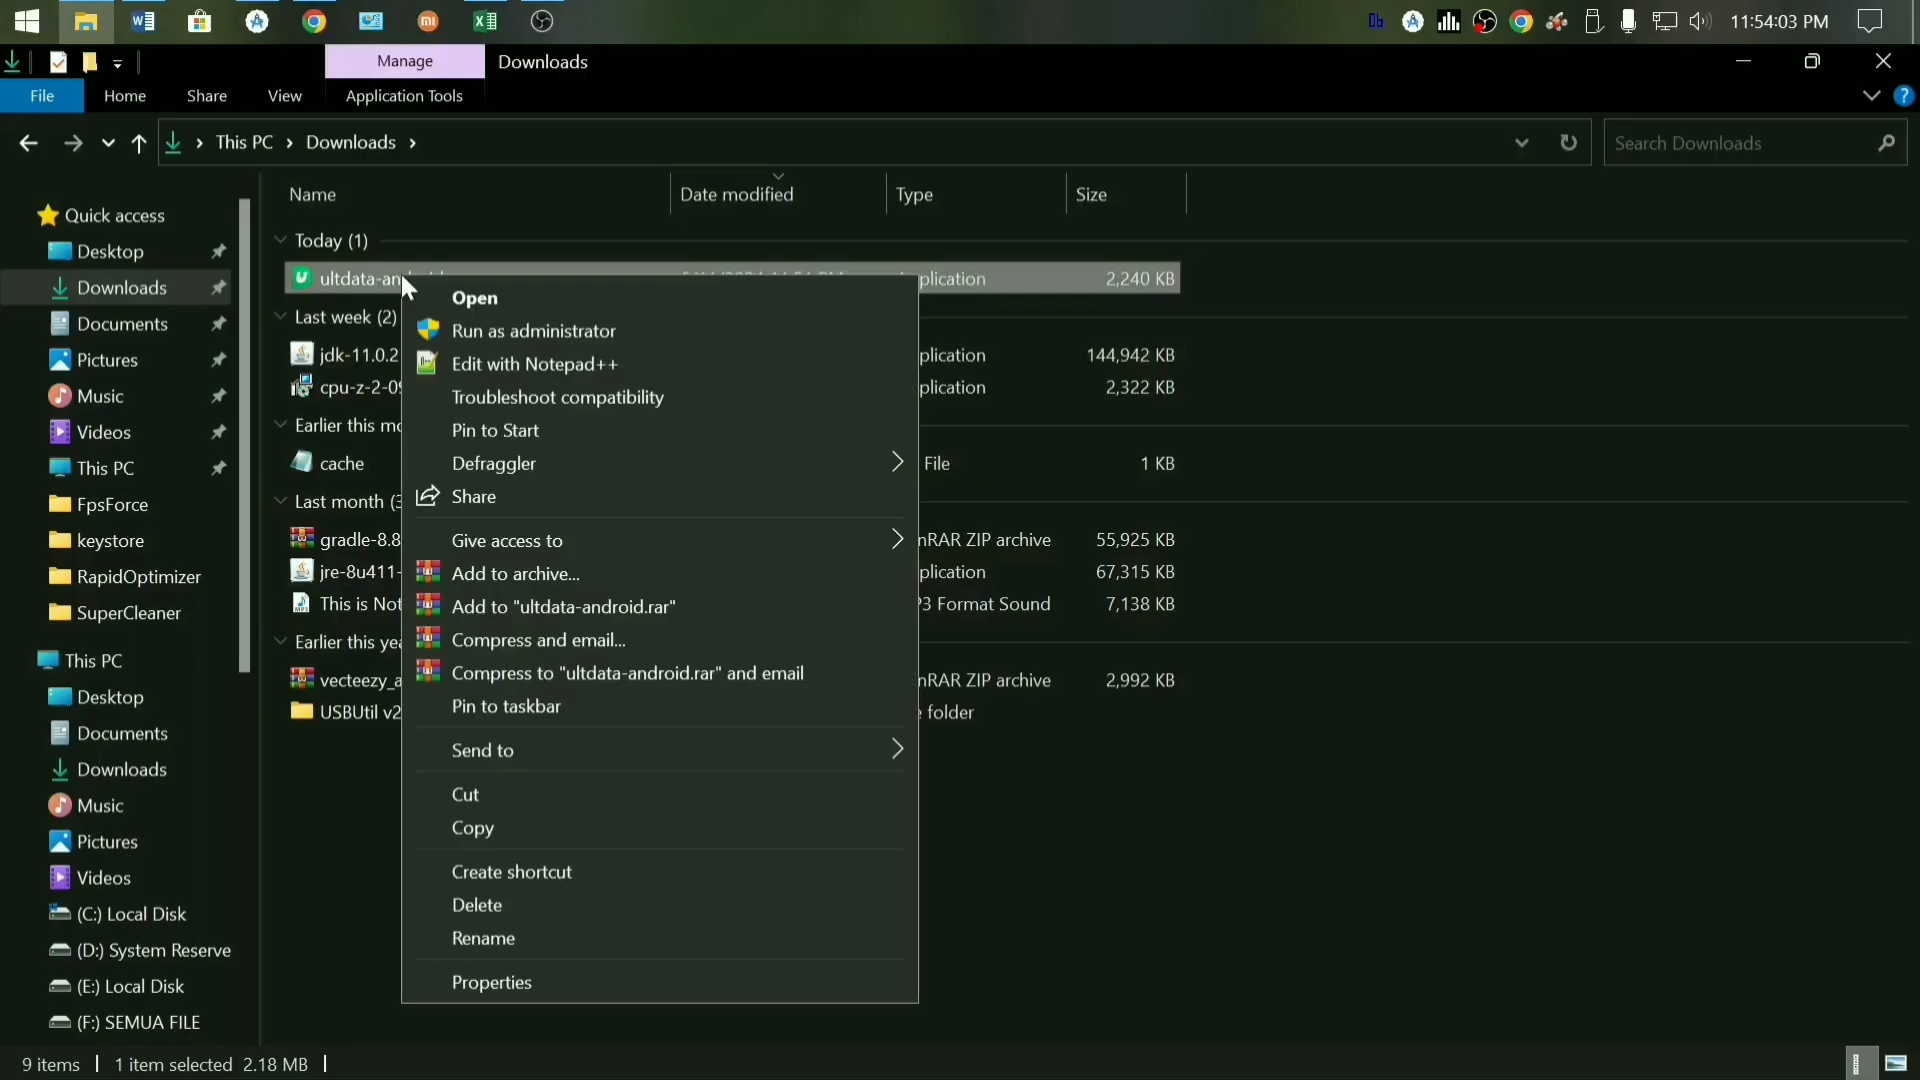 11:54:03 PM
Manage
Downloads
File
Home
Share
View
Application Tools
This PC
Downloads
Search Downloads
Name
Date modified
Type
Size
Quick access
Desktop
Downloads
Documents
Pictures
Music
Videos
This PC
FpsForce
keystore
RapidOptimizer
SuperCleaner
This PC
Desktop
Documents
Downloads
Music
Pictures
Videos
(C:) Local Disk
(D:) System Reserve
(E:) Local Disk
(F:) SEMUA FILE
Today (1)
ultdata-an
plication
2,240 KB
Last week (2)
jdk-11.0.2
plication
144,942 KB
cpu-z-2-09
plication
2,322 KB
Earlier this mo
cache
File
1 KB
Last month (3
gradle-8.8
nRAR ZIP archive
55,925 KB
jre-8u411-
plication
67,315 KB
This is Not
P3 Format Sound
7,138 KB
Earlier this yea
vecteezy_a
nRAR ZIP archive
2,992 KB
USBUtil v2
e folder
Open
Run as administrator
Edit with Notepad++
Troubleshoot compatibility
Pin to Start
Defraggler
Share
Give access to
Add to archive...
Add to "ultdata-android.rar"
Compress and email...
Compress to "ultdata-android.rar" and email
Pin to taskbar
Send to
Cut
Copy
Create shortcut
Delete
Rename
Properties
9 items
1 item selected 2.18 MB